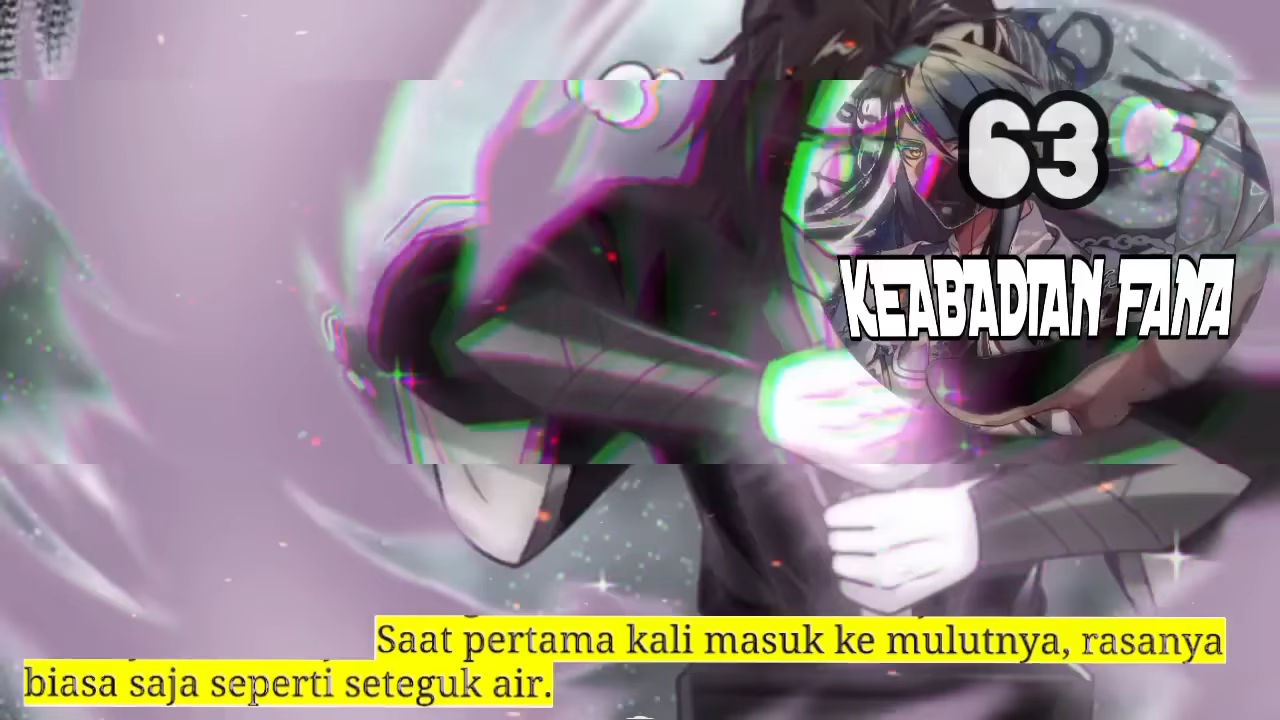 63
KEABADIAN FANA
Saat pertama kali masuk ke mulutnya, rasanya
biasa saja seperti seteguk air.